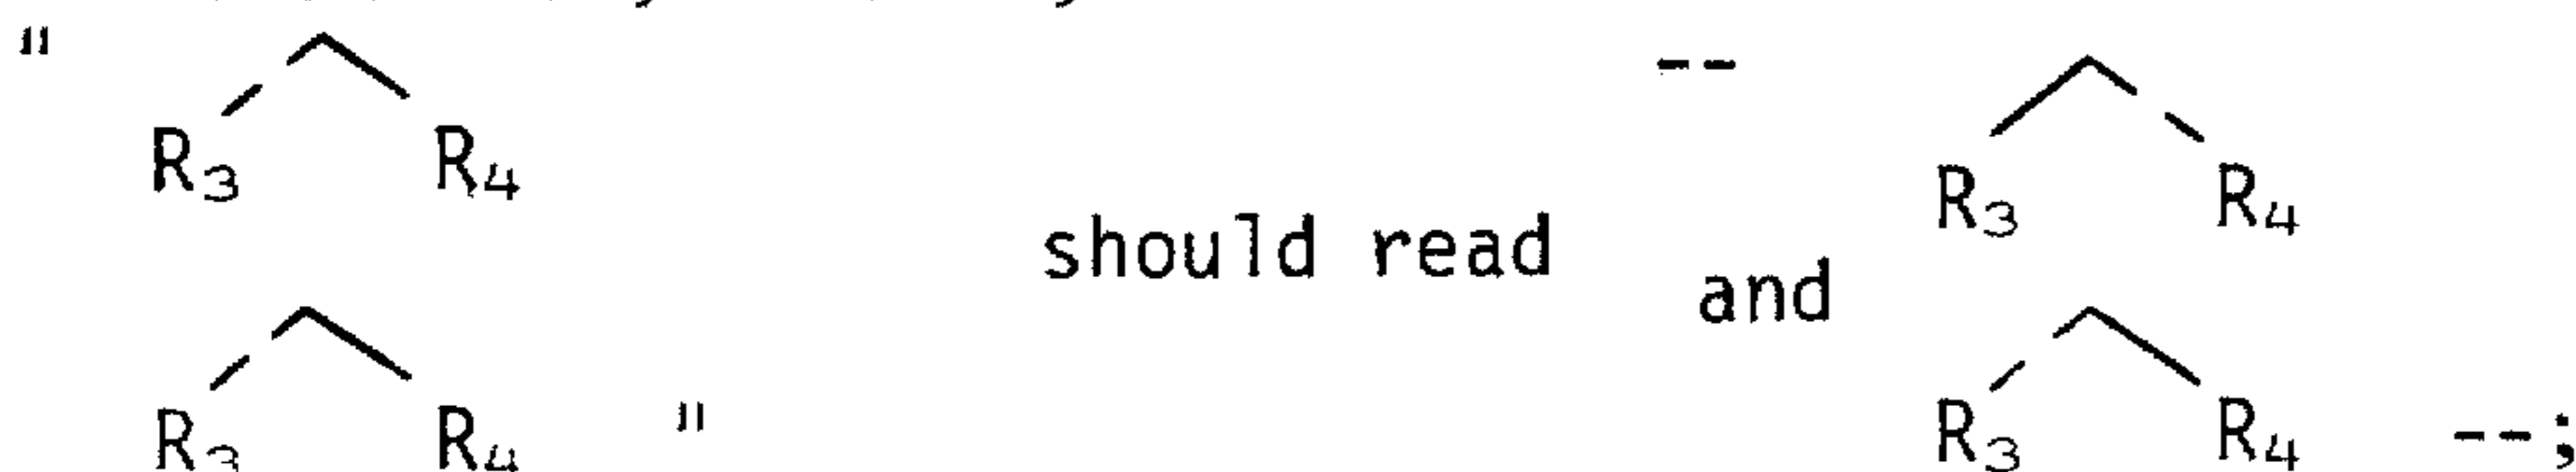 " R₃ R₄ -- R₃ R₄
should read and
R₃ R₄ " R₃ R₄ --;